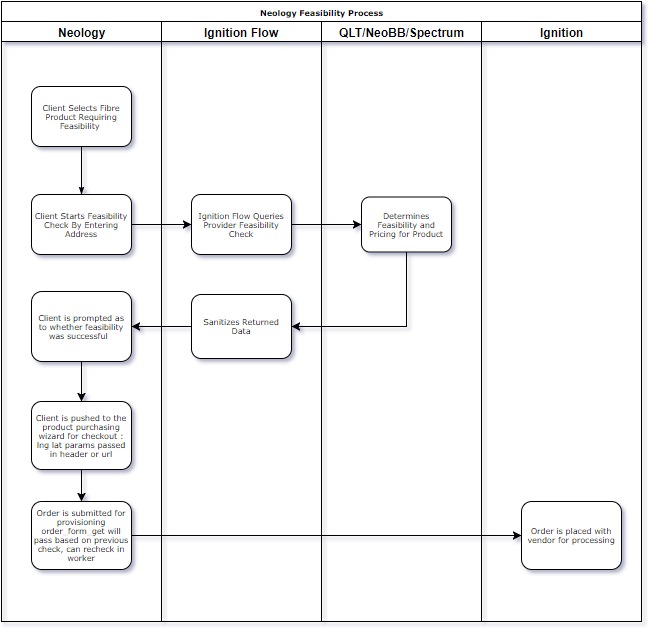 Neology Feasibility Process
Neology
Ignition Flow
QLT/NeoBB/Spectrum
Ignition
Client Selects Fibre
Product Requiring
Feasibility
Client Starts Feasibility
Check By Entering
Address
Ignition Flow Queries
Provider Feasibility
Check
Determines
Feasibility and
Pricing for Product
Client is prompted as
to whether feasibility
was successful
Sanitizes Returned
Data
Client is pushed to the
product purchasing
wizard for checkout :
lng lat params passed
in header or url
Order is submitted for
provisioning
order_form_get will
pass based on previous
check, can recheck in
worker
Order is placed with
vendor for processing